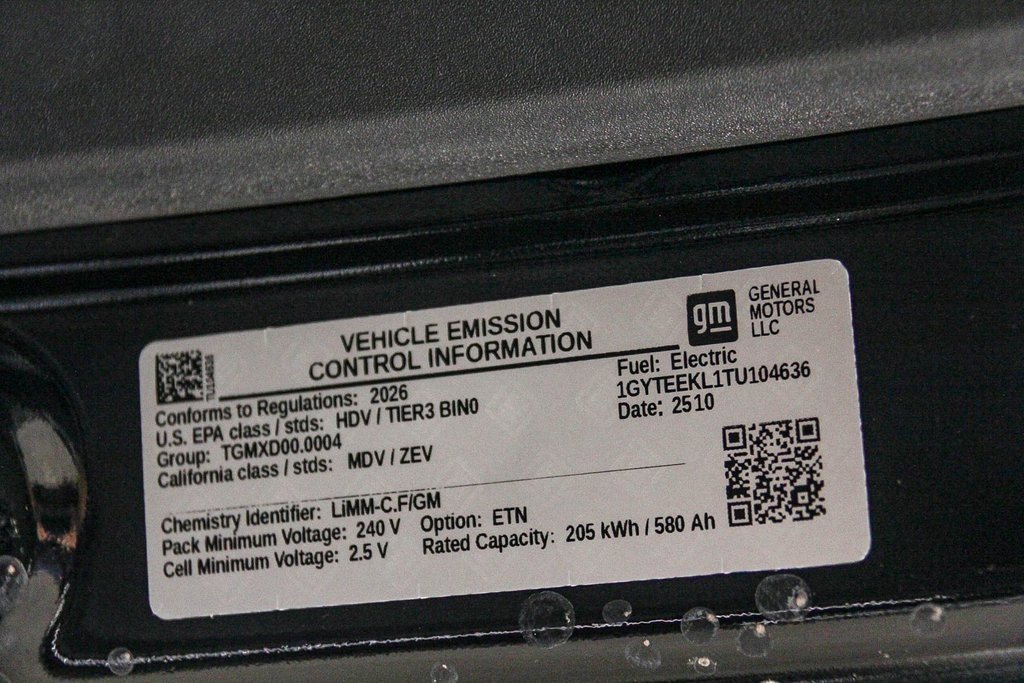 VEHICLE EMISSION
CONTROL INFORMATION
gm
GENERAL
MOTORS
LLC
TU104636
Conforms to Regulations: 2026
U.S. EPA class / stds: HDV / TIER3 BIN0
Group: TGMXD00.0004
California class / stds: MDV / ZEV
Fuel: Electric
1GYTEEKL1TU104636
Date: 2510
Chemistry Identifier: LiMM-C.F/GM
Pack Minimum Voltage: 240 V Option: ETN
Cell Minimum Voltage: 2.5 V Rated Capacity: 205 kWh / 580 Ah